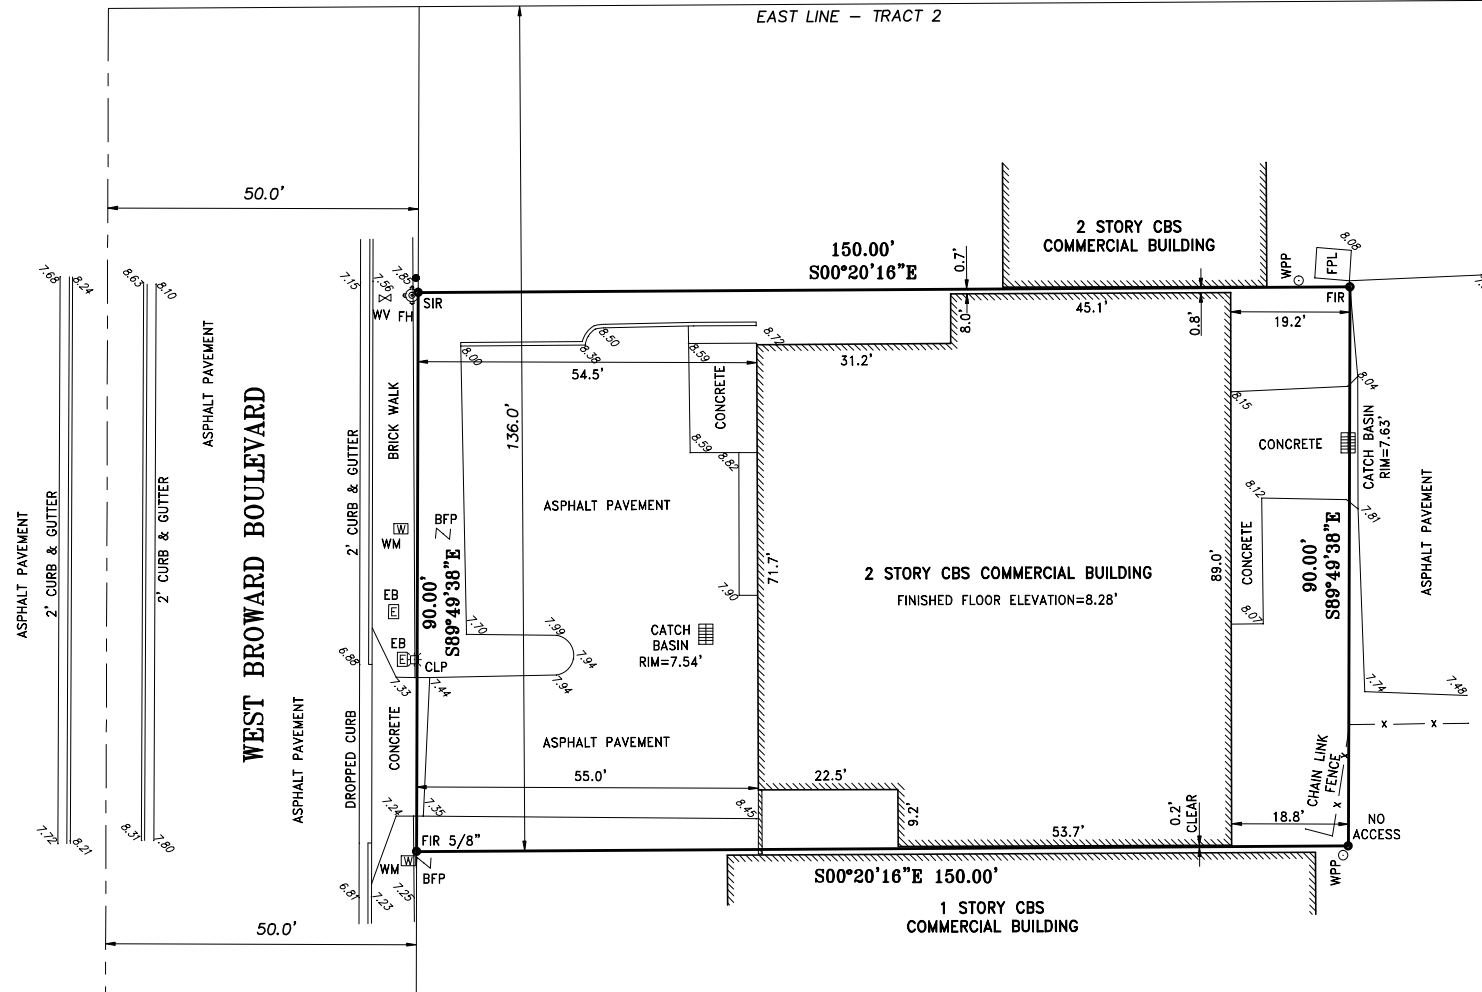 EAST LINE – TRACT 2
50.0'
136.0'
150.00'
S00°20'16"E
0.7'
2 STORY CBS
COMMERCIAL BUILDING
WPP
FPL
8.08
FIR
7.68
8.24
8.63
8.10
7.15
7.56
7.85
WV
FH
SIR
8.00
8.38
8.50
8.59
8.72
54.5'
31.2'
8.0'
45.1'
0.8'
19.2'
8.04
8.15
CONCRETE
CATCH BASIN
RIM=7.63'
ASPHALT PAVEMENT
2' CURB & GUTTER
2' CURB & GUTTER
ASPHALT PAVEMENT
WEST BROWARD BOULEVARD
ASPHALT PAVEMENT
2' CURB & GUTTER
BRICK WALK
CONCRETE
8.59
8.82
ASPHALT PAVEMENT
BFP
W
WM
EB
E
EB
E
CLP
90.00'
S89°49'38"E
7.70
7.99
7.94
7.94
7.90
CATCH
BASIN
RIM=7.54'
71.7'
2 STORY CBS COMMERCIAL BUILDING
FINISHED FLOOR ELEVATION=8.28'
89.0'
8.12
7.81
CONCRETE
8.07
90.00'
S89°49'38"E
ASPHALT PAVEMENT
6.88
7.33
7.44
7.74
7.48
x
x
CHAIN LINK
FENCE
x
x
DROPPED CURB
CONCRETE
ASPHALT PAVEMENT
55.0'
22.5'
9.2'
53.7'
0.2'
CLEAR
18.8'
NO
ACCESS
WPP
7.24
7.35
8.45
7.72
8.21
8.31
7.80
FIR 5/8"
W
WM
BFP
6.81
7.23
7.25
S00°20'16"E 150.00'
1 STORY CBS
COMMERCIAL BUILDING
50.0'